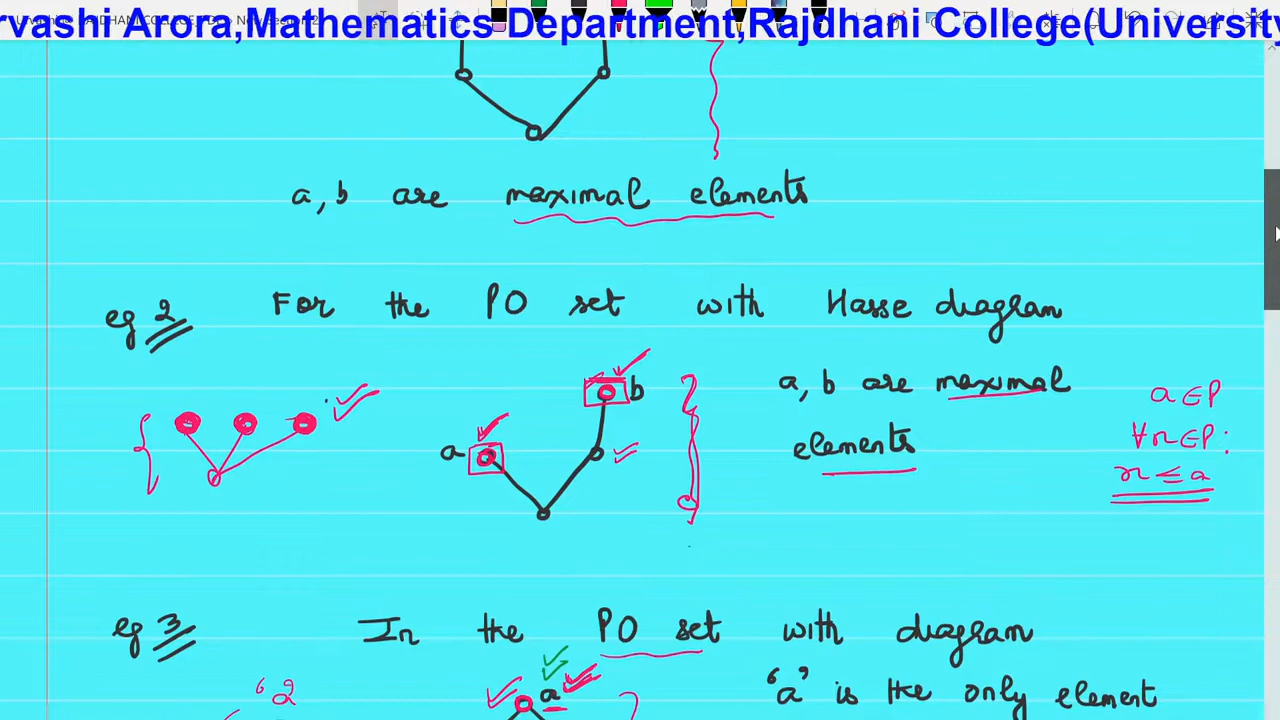 rvashi Arora,Mathematics Department,Rajdhani College(University
a, b are maximal elements
eg 2 For the PO set with Hasse diagram
b
a
a, b are maximal
elements
a ∈ P
∀ x ∈ P :
x ≤ a
eg 3 In the PO set with diagram
a
'a' is the only element